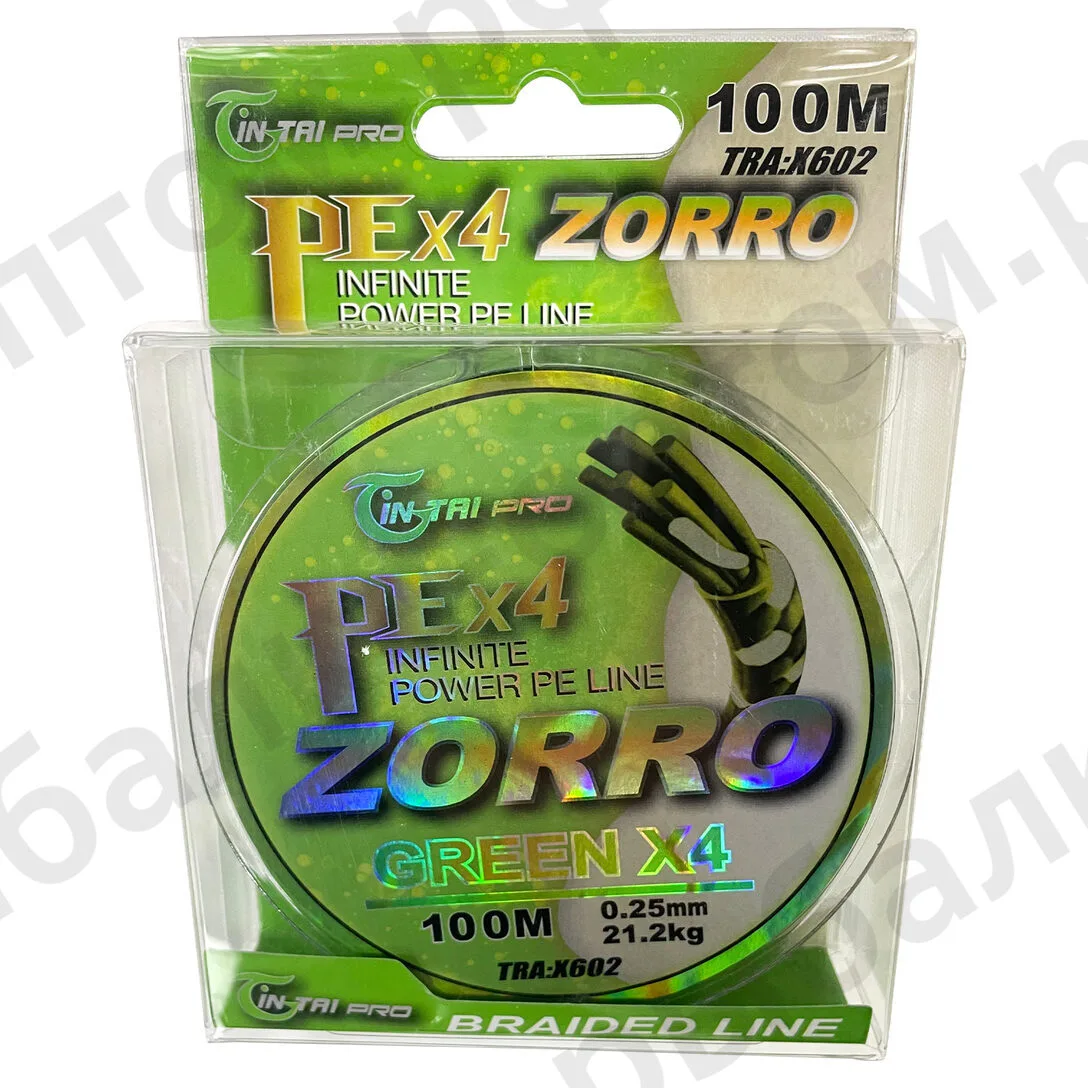 TIN TAI PRO
100M
TRA:X602
PEx4 ZORRO
INFINITE
POWER PE LINE
TIN TAI PRO
PEx4
INFINITE
POWER PE LINE
ZORRO
GREEN X4
100M
0.25mm
21.2kg
TRA:X602
TIN TAI PRO
BRAIDED LINE